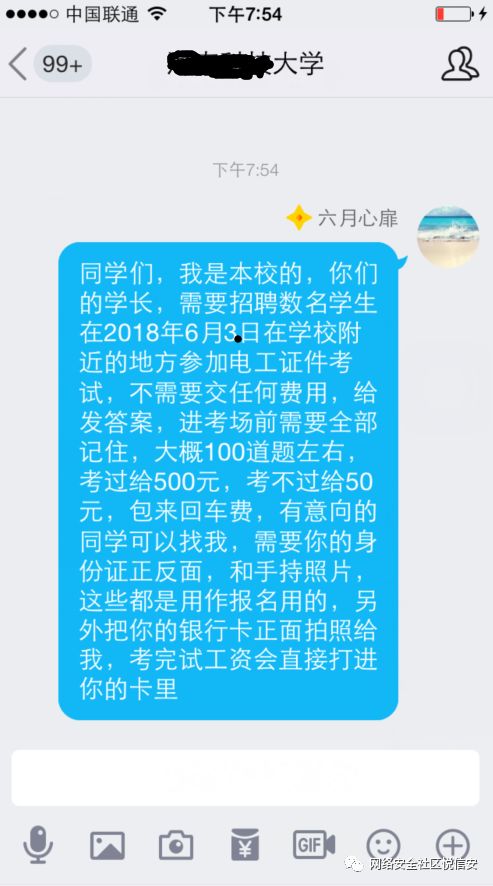 中国联通
下午7:54
99+
大学
下午7:54
六月心扉
同学们，我是本校的，你们
的学长，需要招聘数名学生
在2018年6月3日在学校附
近的地方参加电工证件考
试，不需要交任何费用，给
发答案，进考场前需要全部
记住，大概100道题左右，
考过给500元，考不过给50
元，包来回车费，有意向的
同学可以找我，需要你的身
份证正反面，和手持照片，
这些都是用作报名用的，另
外把你的银行卡正面拍照给
我，考完试工资会直接打进
你的卡里
GIF
网络安全社区悦信安